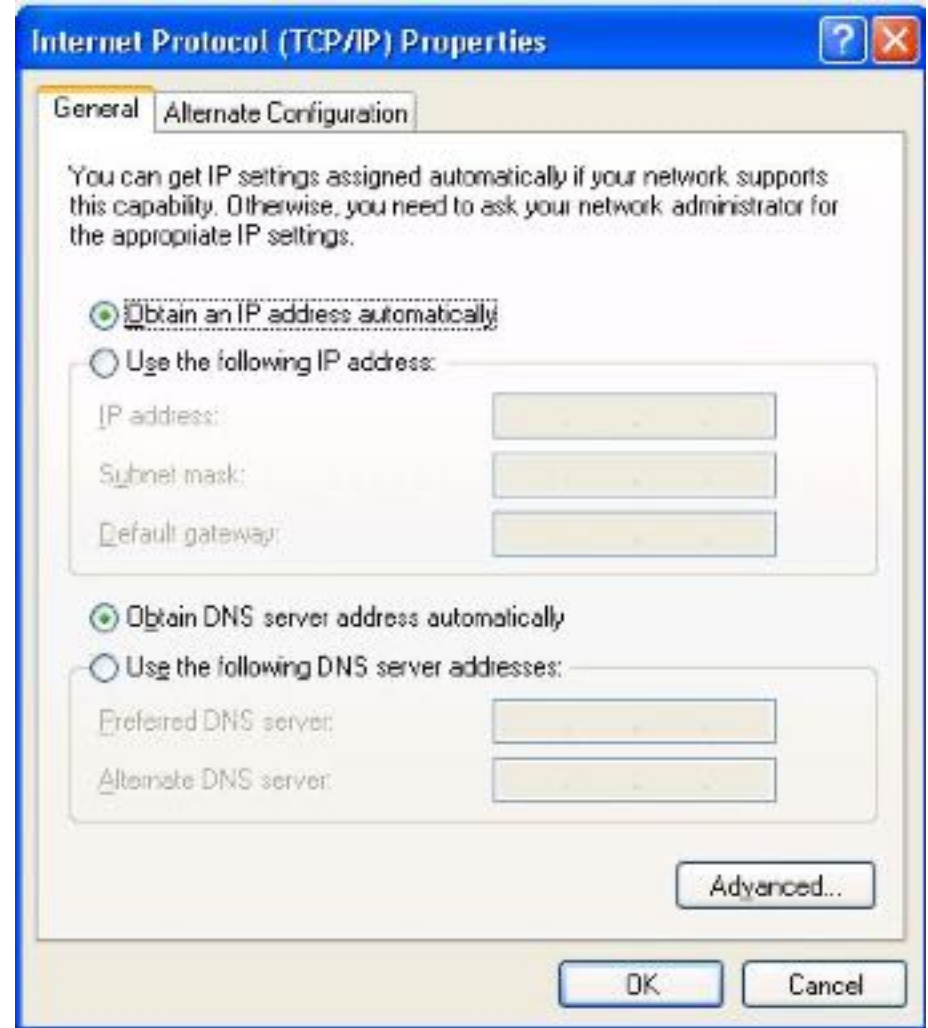 Internet Protocol (TCP/IP) Properties
General
Alternate Configuration
You can get IP settings assigned automatically if your network supports
this capability. Otherwise, you need to ask your network administrator for
the appropriate IP settings.
Obtain an IP address automatically
Use the following IP address:
IP address:
Subnet mask:
Default gateway:
Obtain DNS server address automatically
Use the following DNS server addresses:
Preferred DNS server:
Alternate DNS server:
Advanced...
OK
Cancel